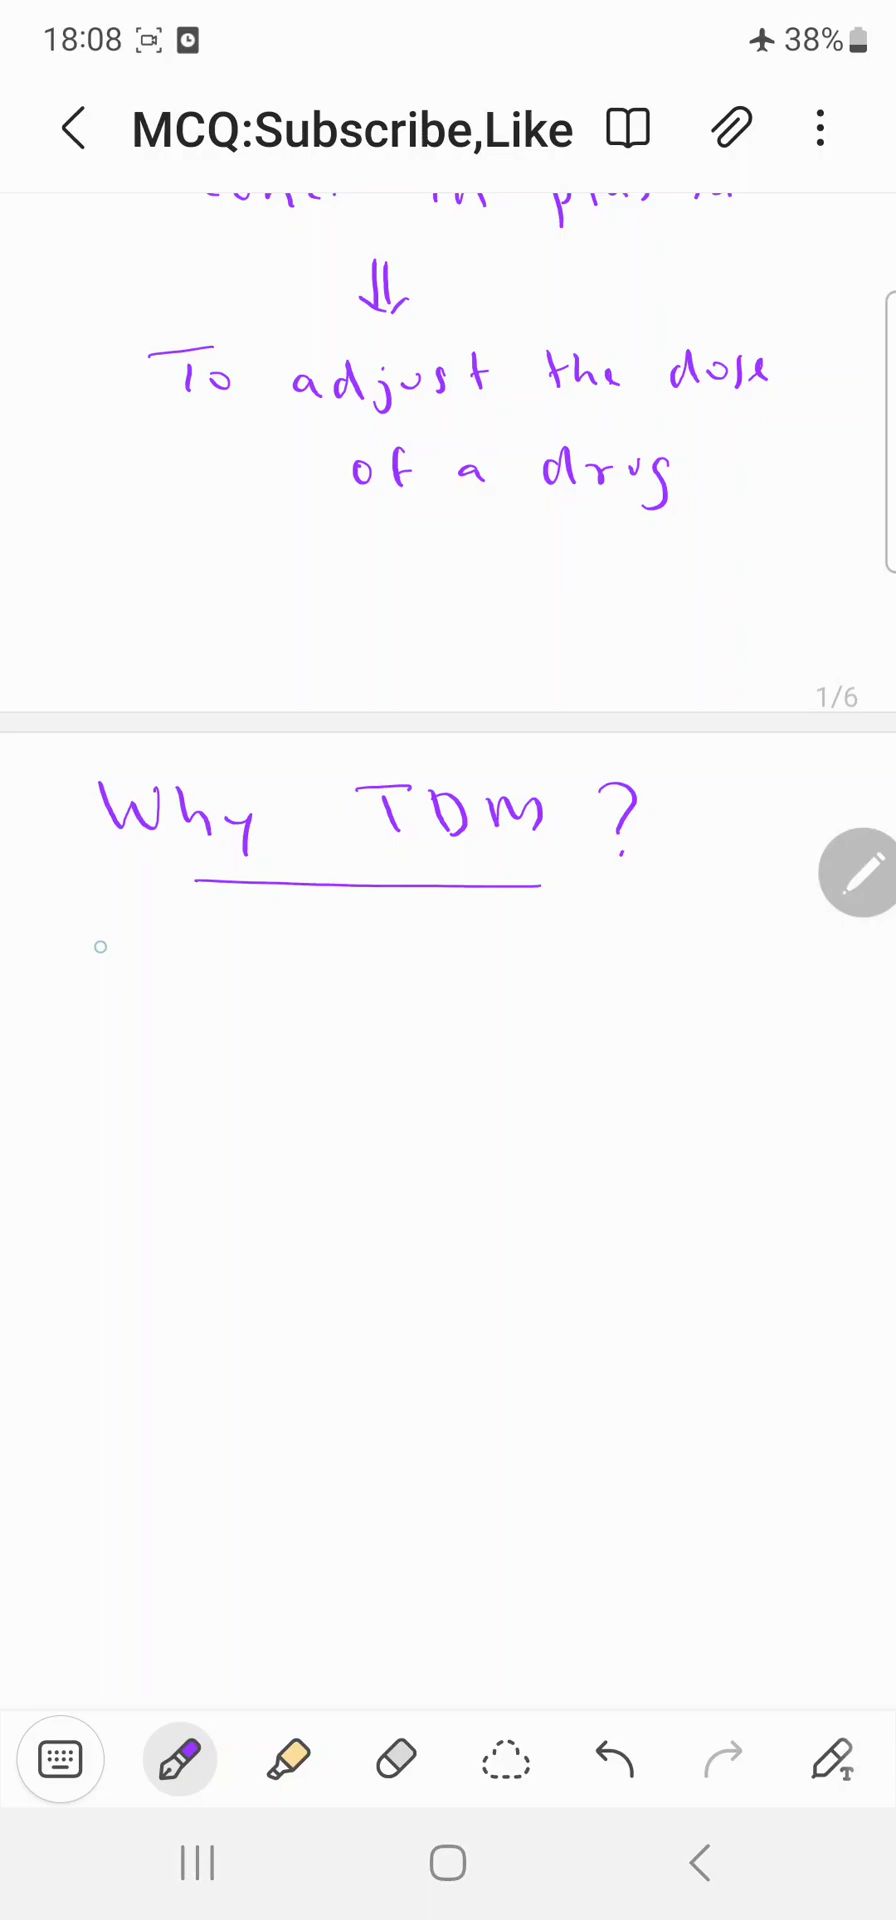 18:08 38%
MCQ:Subscribe,Like
To adjust the dose
of a drug
1/6
Why TDM ?